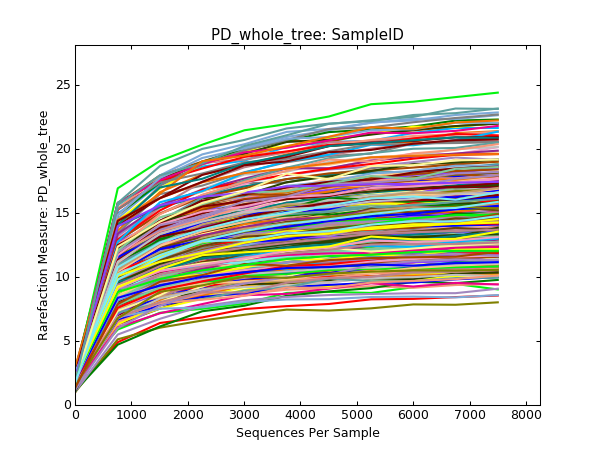 PD_whole_tree: SampleID
Rarefaction Measure: PD_whole_tree
25
20
15
10
5
0
0 1000 2000 3000 4000 5000 6000 7000 8000
Sequences Per Sample